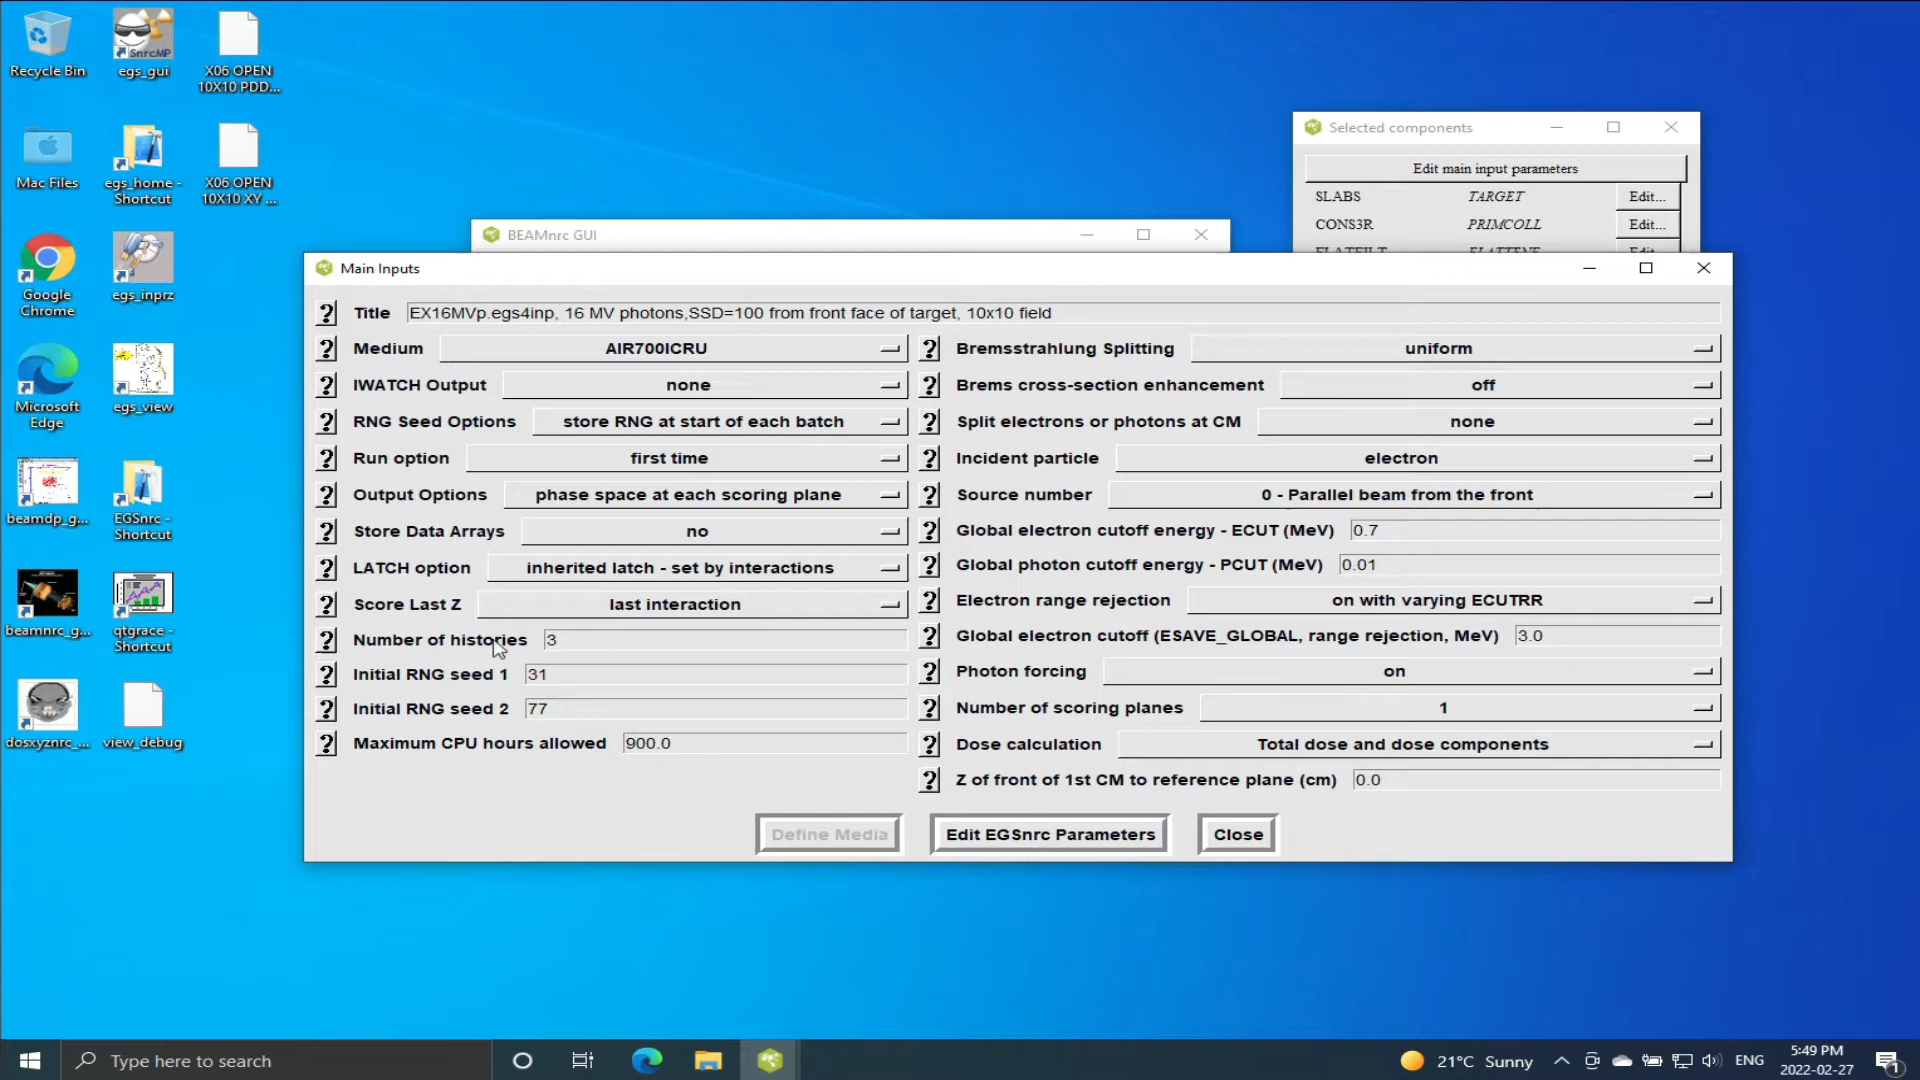 Recycle Bin
egs_gui
SnrcMP
X06 OPEN
10X10 PDD...
Mac Files
egs_home -
Shortcut
X06 OPEN
10X10 XY ...
Google
Chrome
egs_inprz
Microsoft
Edge
egs_view
beamdp_g...
EGSnrc -
Shortcut
beamnrc_g...
qtgrace -
Shortcut
dosxyznrc_...
view_debug
Selected components
Edit main input parameters
SLABS TARGET Edit...
CONS3R PRIMCOLL Edit...
FLATFILT FLATTENE Edit...
BEAMnrc GUI
Main Inputs
? Title EX16MVp.egs4inp, 16 MV photons,SSD=100 from front face of target, 10x10 field
? Medium AIR700ICRU
? IWATCH Output none
? RNG Seed Options store RNG at start of each batch
? Run option first time
? Output Options phase space at each scoring plane
? Store Data Arrays no
? LATCH option inherited latch - set by interactions
? Score Last Z last interaction
? Number of histories 3
? Initial RNG seed 1 31
? Initial RNG seed 2 77
? Maximum CPU hours allowed 900.0
? Bremsstrahlung Splitting uniform
? Brems cross-section enhancement off
? Split electrons or photons at CM none
? Incident particle electron
? Source number 0 - Parallel beam from the front
? Global electron cutoff energy - ECUT (MeV) 0.7
? Global photon cutoff energy - PCUT (MeV) 0.01
? Electron range rejection on with varying ECUTRR
? Global electron cutoff (ESAVE_GLOBAL, range rejection, MeV) 3.0
? Photon forcing on
? Number of scoring planes 1
? Dose calculation Total dose and dose components
? Z of front of 1st CM to reference plane (cm) 0.0
Define Media
Edit EGSnrc Parameters
Close
Type here to search
21°C Sunny
ENG
5:49 PM
2022-02-27
1